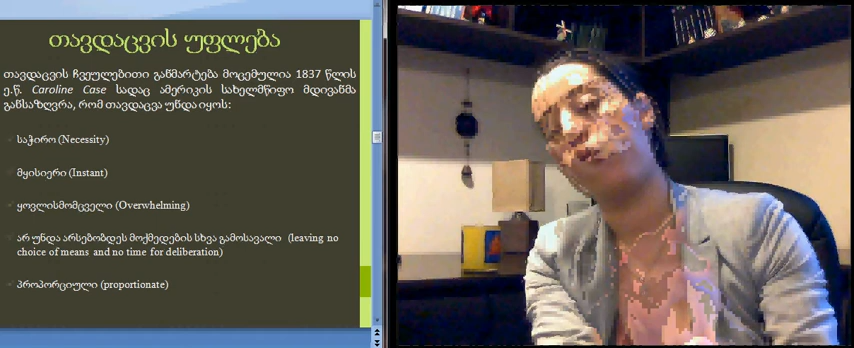 თავდაცვის უფლება
თავდაცვის ჩვეულებითი განმარტება მოცემულია 1837 წლის
ე.წ. Caroline Case სადაც ამერიკის სახელმწიფო მდივანმა
განსაზღვრა, რომ თავდაცვა უნდა იყოს:
საჭირო (Necessity)
მყისიერი (Instant)
ყოვლისმომცველი (Overwhelming)
არ უნდა არსებობდეს მოქმედების სხვა გამოსავალი (leaving no
choice of means and no time for deliberation)
პროპორციული (proportionate)